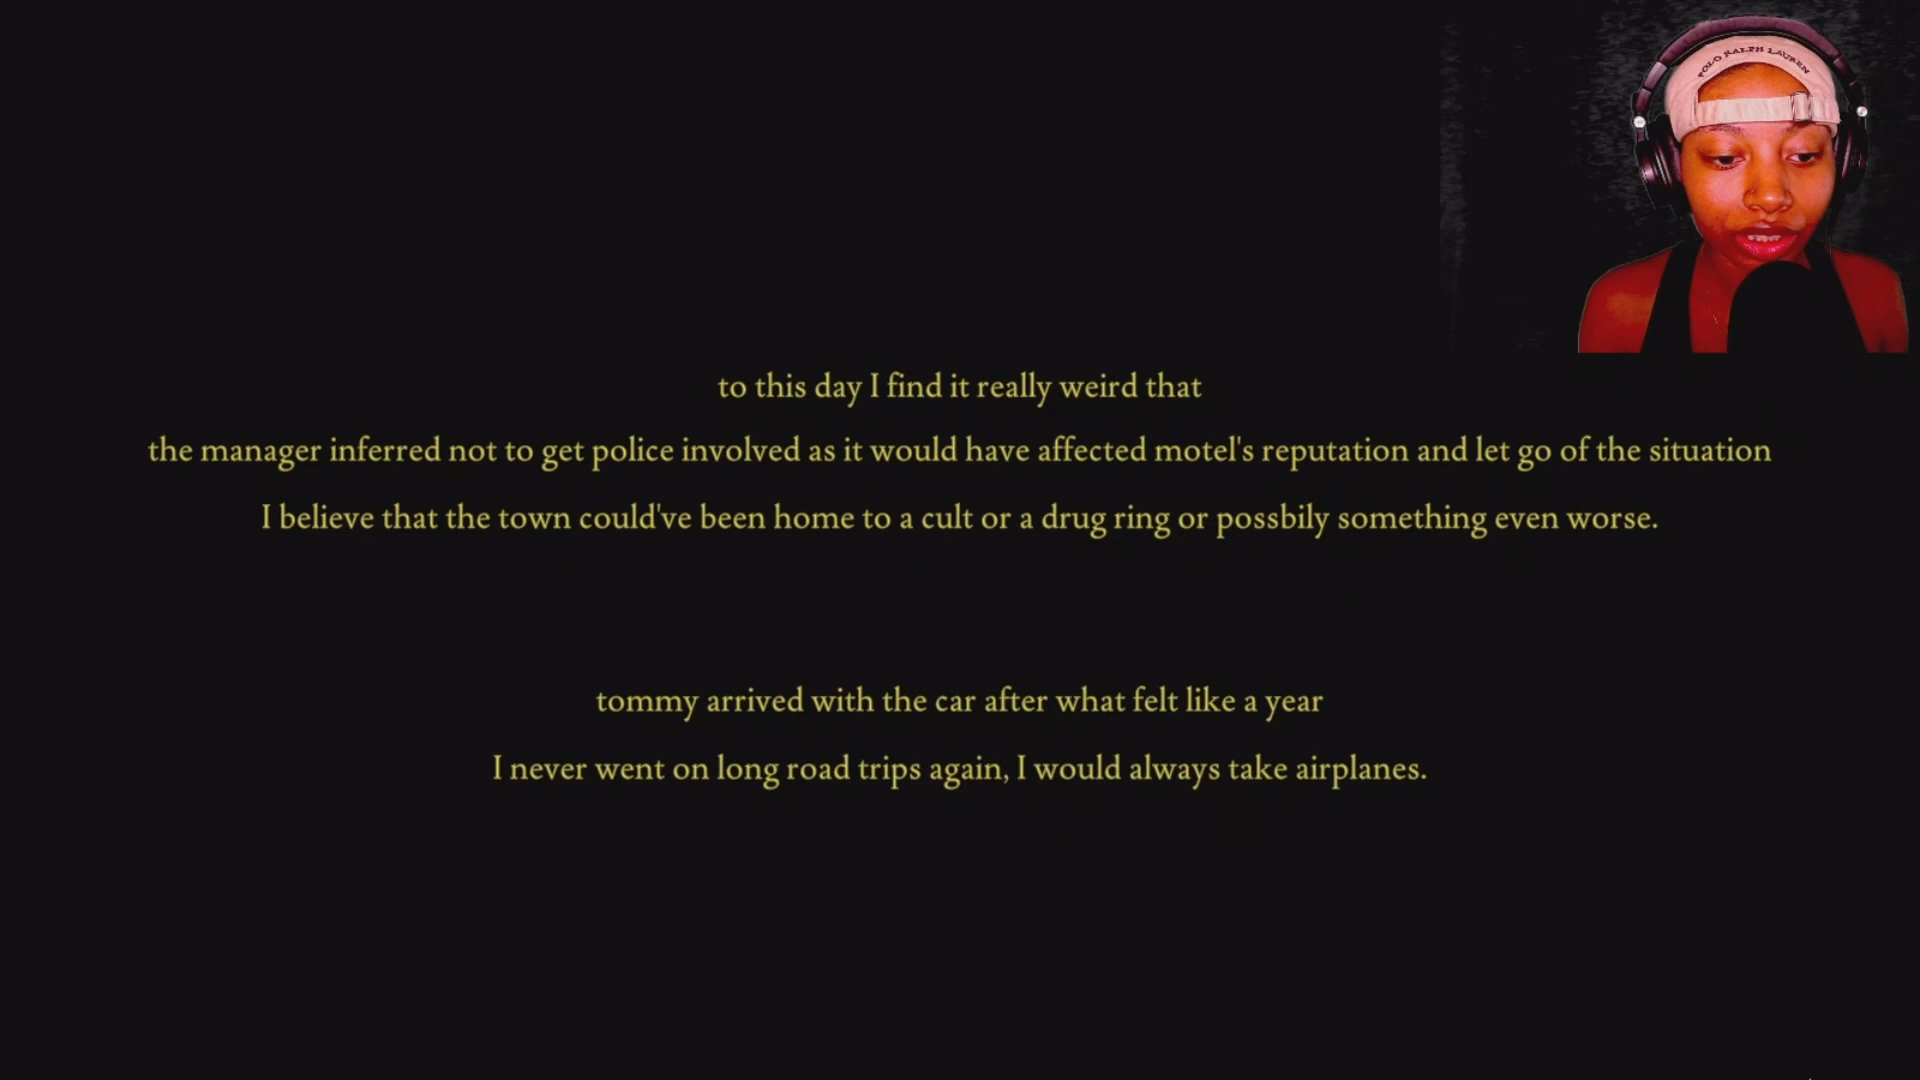 POLO RALPH LAUREN
to this day I find it really weird that
the manager inferred not to get police involved as it would have affected motel's reputation and let go of the situation
I believe that the town could've been home to a cult or a drug ring or possbily something even worse.
tommy arrived with the car after what felt like a year
I never went on long road trips again, I would always take airplanes.